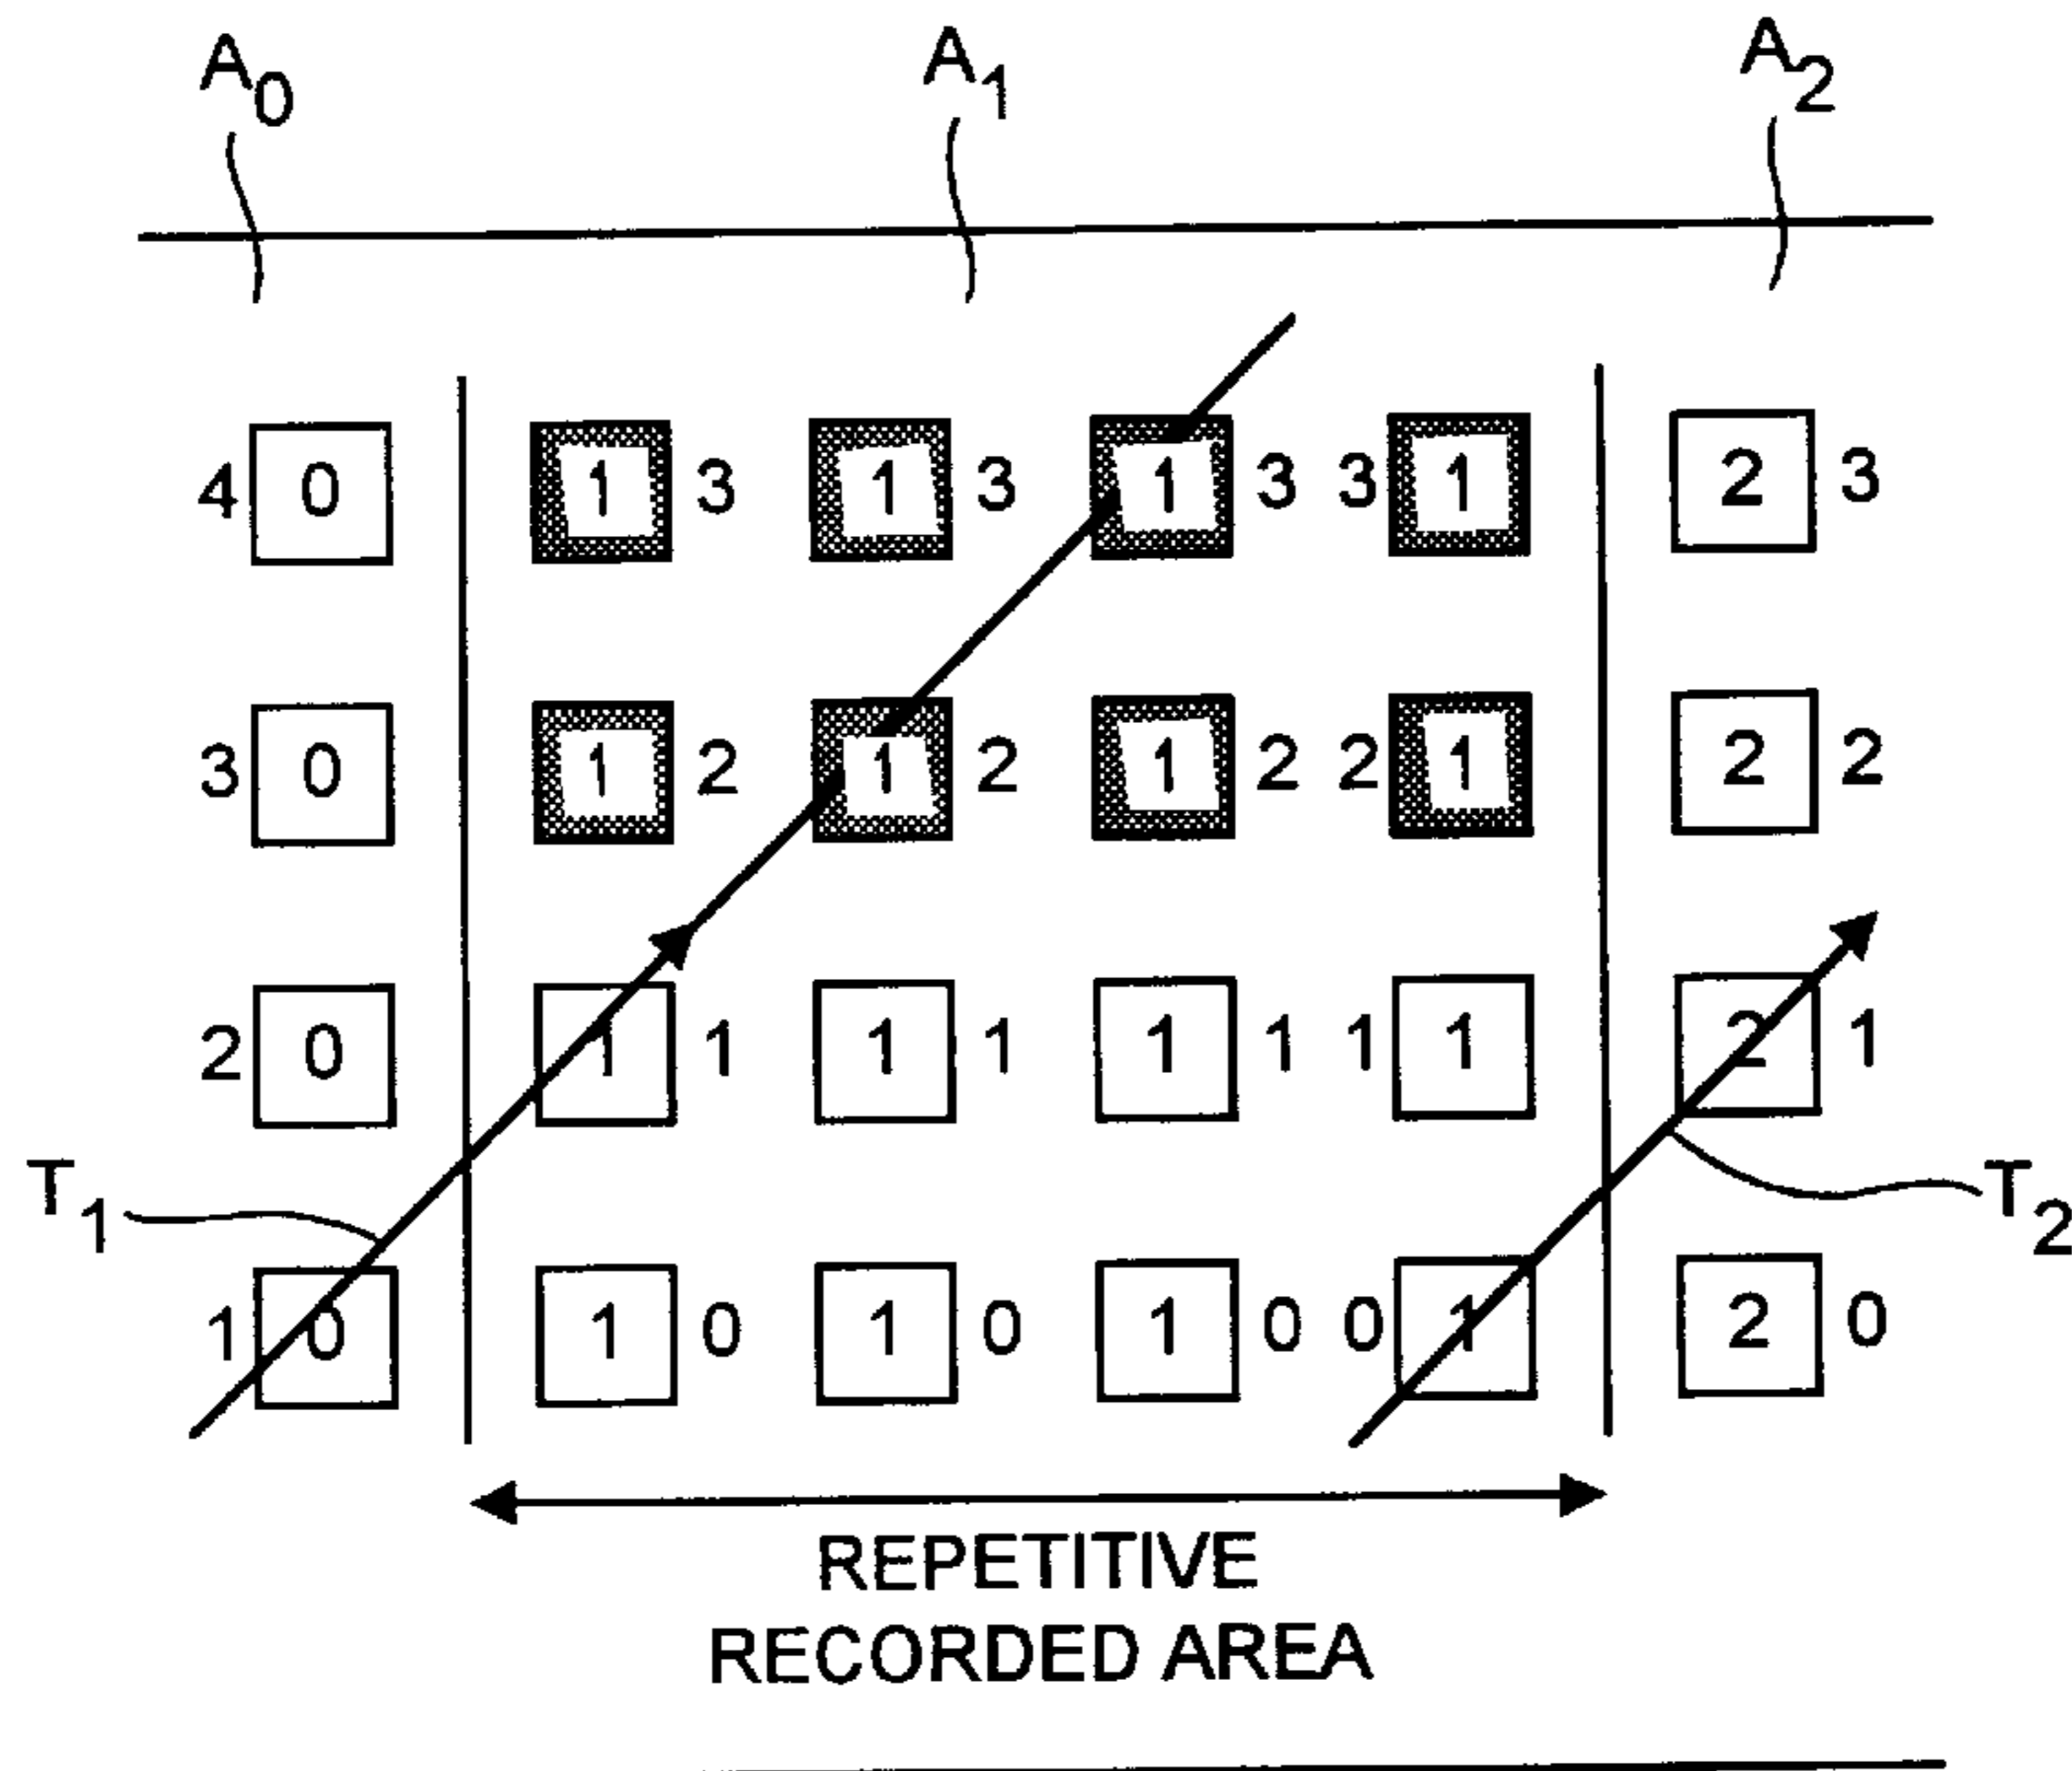 A0 A1 A2
4 0 1 3 1 3 1 3 3 1 2 3
3 0 1 2 1 2 1 2 2 1 2 2
2 0 1 1 1 1 1 1 1 1 2 1
T1 T2
1 0 1 0 1 0 1 0 0 1 2 0
REPETITIVE
RECORDED AREA